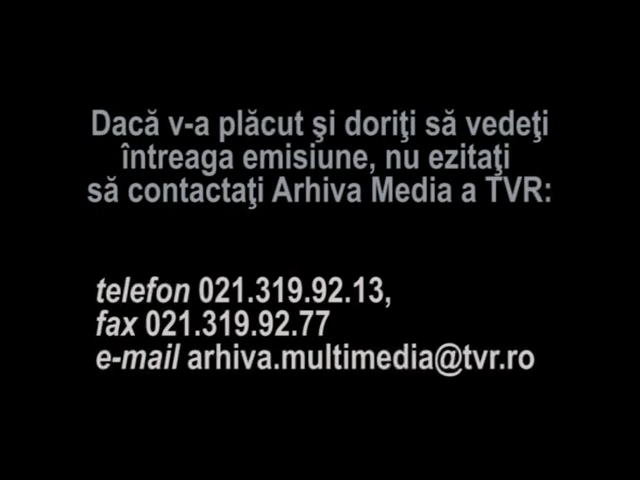 Dacă v-a plăcut şi doriţi să vedeţi
întreaga emisiune, nu ezitaţi
să contactaţi Arhiva Media a TVR:
telefon 021.319.92.13,
fax 021.319.92.77
e-mail arhiva.multimedia@tvr.ro